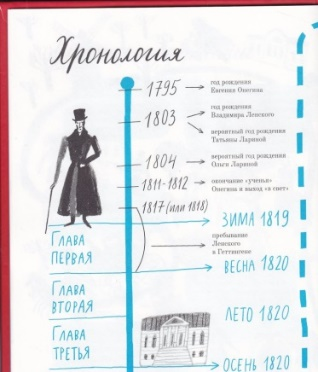 Хронология
1795 год рождения
Евгения Онегина
1803 год рождения
Владимира Ленского
вероятный год рождения
Татьяны Лариной
1804 вероятный год рождения
Ольги Лариной
1811-1812 окончание «ученья»
Онегина и выход «в свет»
1817 (или 1818)
ЗИМА 1819
ГЛАВА
ПЕРВАЯ
пребывание
Ленского
в Геттингене
ВЕСНА 1820
ГЛАВА
ВТОРАЯ
ЛЕТО 1820
ГЛАВА
ТРЕТЬЯ
ОСЕНЬ 1820